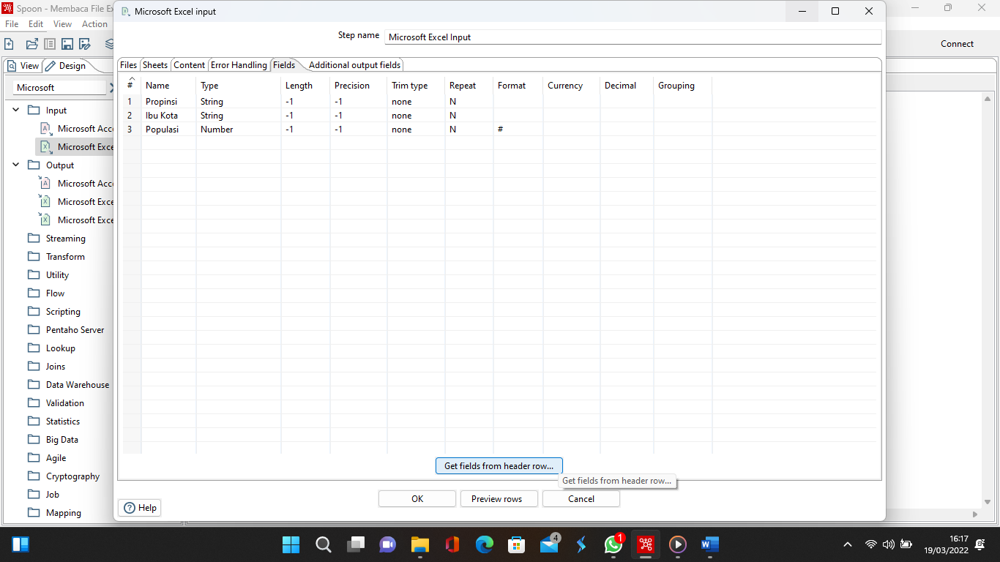 Spoon - Membaca File Ex
Microsoft Excel input
File Edit View Action
Step name Microsoft Excel Input
Connect
View Design
Files Sheets Content Error Handling Fields Additional output fields
Microsoft
# Name Type Length Precision Trim type Repeat Format Currency Decimal Grouping
1 Propinsi String -1 -1 none N
2 Ibu Kota String -1 -1 none N
3 Populasi Number -1 -1 none N #
Input
Microsoft Acce
Microsoft Exce
Output
Microsoft Acce
Microsoft Exce
Microsoft Exce
Streaming
Transform
Utility
Flow
Scripting
Pentaho Server
Lookup
Joins
Data Warehouse
Validation
Statistics
Big Data
Agile
Cryptography
Job
Mapping
Get fields from header row...
Get fields from header row...
OK Preview rows Cancel
Help
4
1
16:17
19/03/2022